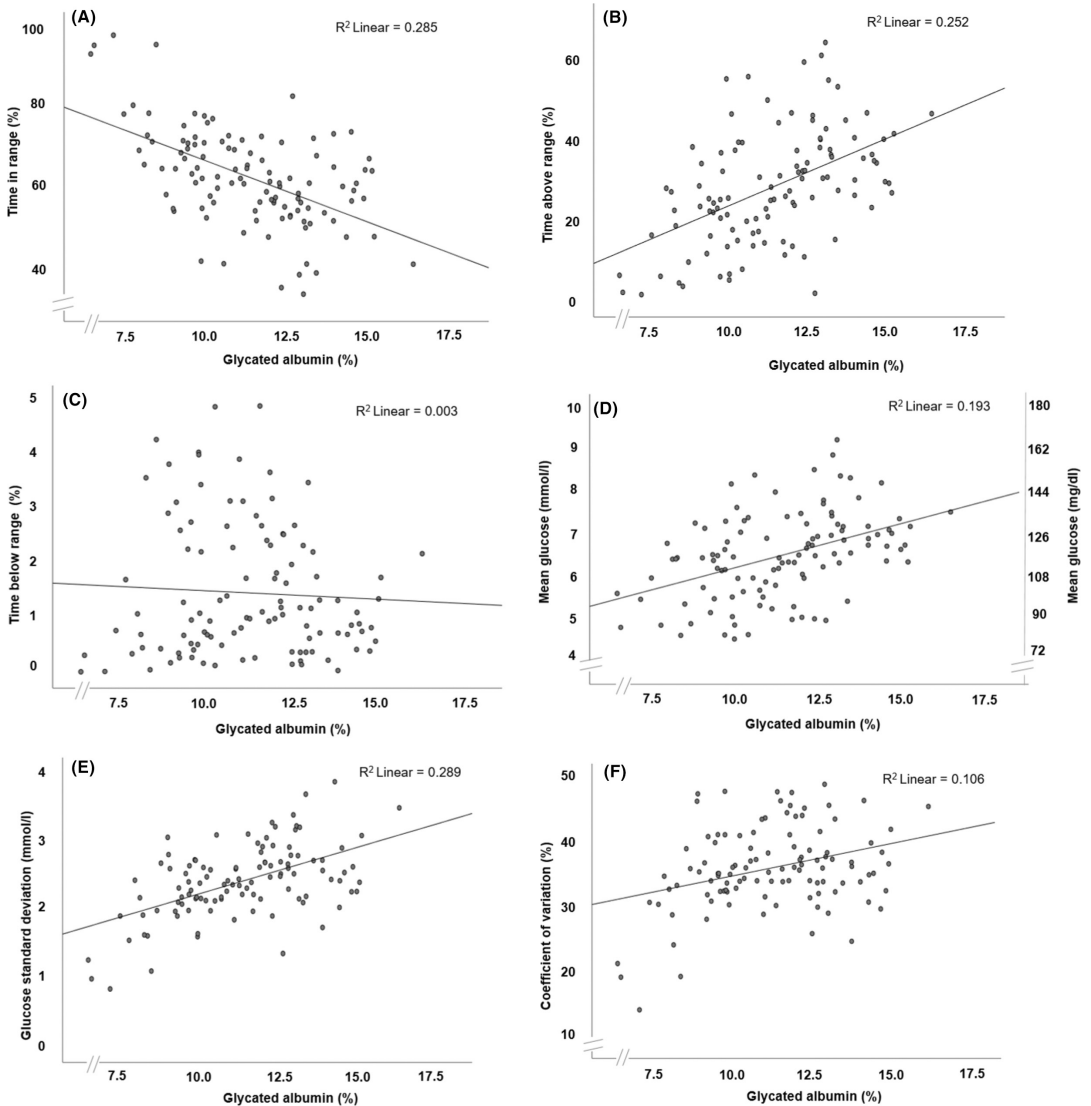 (A)
R² Linear = 0.285
Time in range (%)
100
80
60
40
7.5 10.0 12.5 15.0 17.5
Glycated albumin (%)
(B)
R² Linear = 0.252
Time above range (%)
60
40
20
0
7.5 10.0 12.5 15.0 17.5
Glycated albumin (%)
(C)
R² Linear = 0.003
Time below range (%)
5
4
3
2
1
0
7.5 10.0 12.5 15.0 17.5
Glycated albumin (%)
(D)
R² Linear = 0.193
Mean glucose (mmol/l)
10
9
8
7
6
5
4
180
162
144
126
108
90
72
Mean glucose (mg/dl)
7.5 10.0 12.5 15.0 17.5
Glycated albumin (%)
(E)
R² Linear = 0.289
Glucose standard deviation (mmol/l)
4
3
2
1
0
7.5 10.0 12.5 15.0 17.5
Glycated albumin (%)
(F)
R² Linear = 0.106
Coefficient of variation (%)
50
40
30
20
10
7.5 10.0 12.5 15.0 17.5
Glycated albumin (%)